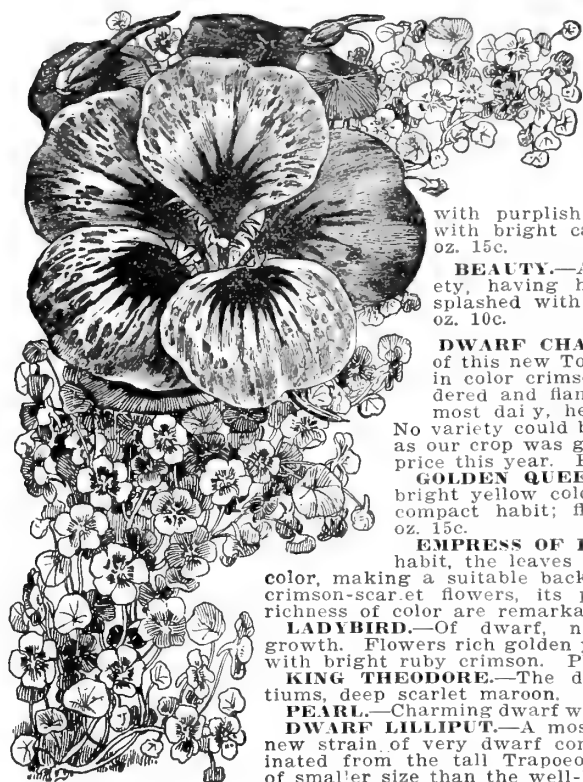 with purplish
with bright ca
oz. 15c.
BEAUTY.—A
ety, having h
splashed with
oz. 10c.
DWARF CHA
of this new To
in color crims
dered and flan
most dai y, he
No variety could b
as our crop was g
price this year. P
GOLDEN QUEE
bright yellow colo
compact habit; fl
oz. 15c.
EMPRESS OF I
habit, the leaves
color, making a suitable back
crimson-scar.et flowers, its p
richness of color are remarka
LADYBIRD.—Of dwarf, n
growth. Flowers rich golden y
with bright ruby crimson. P
KING THEODORE.—The d
tiums, deep scarlet maroon.
PEARL.—Charming dwarf w
DWARF LILLIPUT.—A mos
new strain of very dwarf con
inated from the tall Trapoeo
of smaller size than the well-